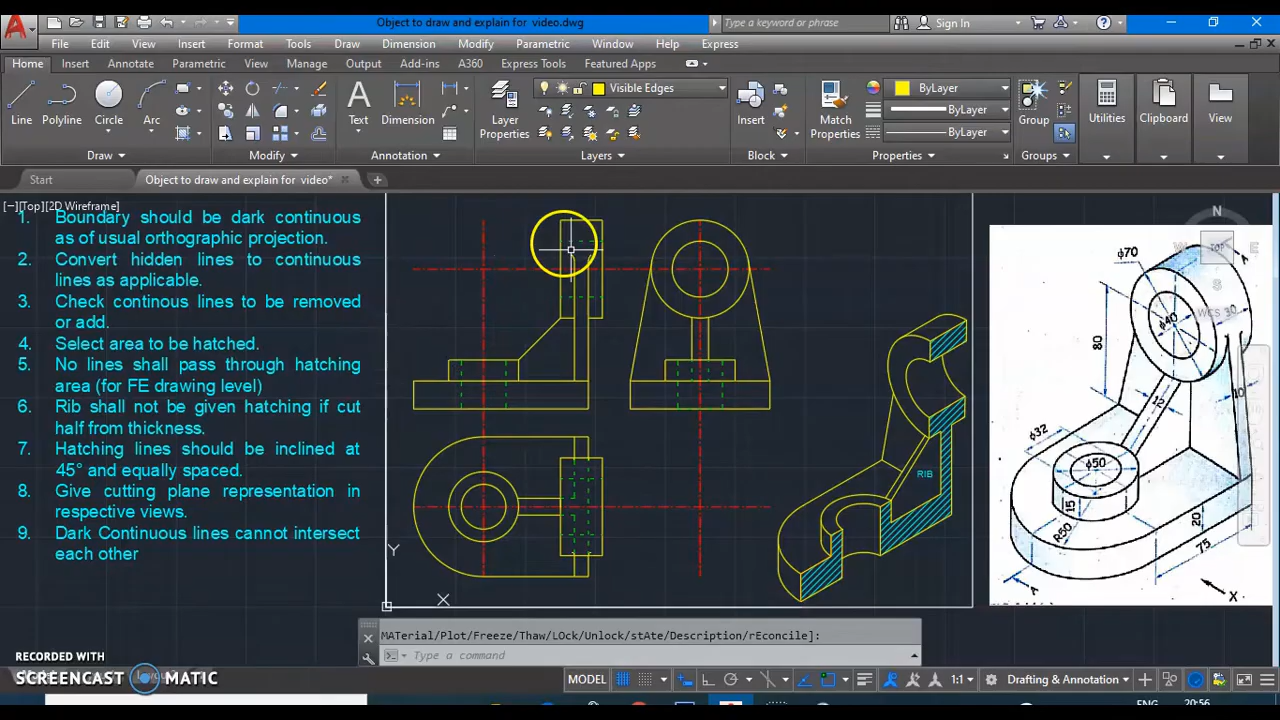 Object to draw and explain for video.dwg
Type a keyword or phrase
Sign In
File Edit View Insert Format Tools Draw Dimension Modify Parametric Window Help Express
Home Insert Annotate Parametric View Manage Output Add-ins A360 Express Tools Featured Apps
Line Polyline Circle Arc
Text Dimension
Layer Properties
Visible Edges
Insert
Match Properties
ByLayer
ByLayer
ByLayer
Group
Utilities
Clipboard
View
Draw Modify Annotation Layers Block Properties Groups
Start
Object to draw and explain for video*
[−][Top][2D Wireframe]
1. Boundary should be dark continuous
as of usual orthographic projection.
2. Convert hidden lines to continuous
lines as applicable.
3. Check continous lines to be removed
or add.
4. Select area to be hatched.
5. No lines shall pass through hatching
area (for FE drawing level)
6. Rib shall not be given hatching if cut
half from thickness.
7. Hatching lines should be inclined at
45° and equally spaced.
8. Give cutting plane representation in
respective views.
9. Dark Continuous lines cannot intersect
each other
Y
X
RIB
N
W
TOP
E
S
WCS
ϕ70
A
ϕ40
30
80
10
12
ϕ32
ϕ50
15
R50
20
75
A
X
MATerial/Plot/Freeze/Thaw/LOck/Unlock/stAte/Description/rEconcile]:
Type a command
RECORDED WITH
SCREENCAST MATIC
MODEL
1:1
Drafting & Annotation
20:56